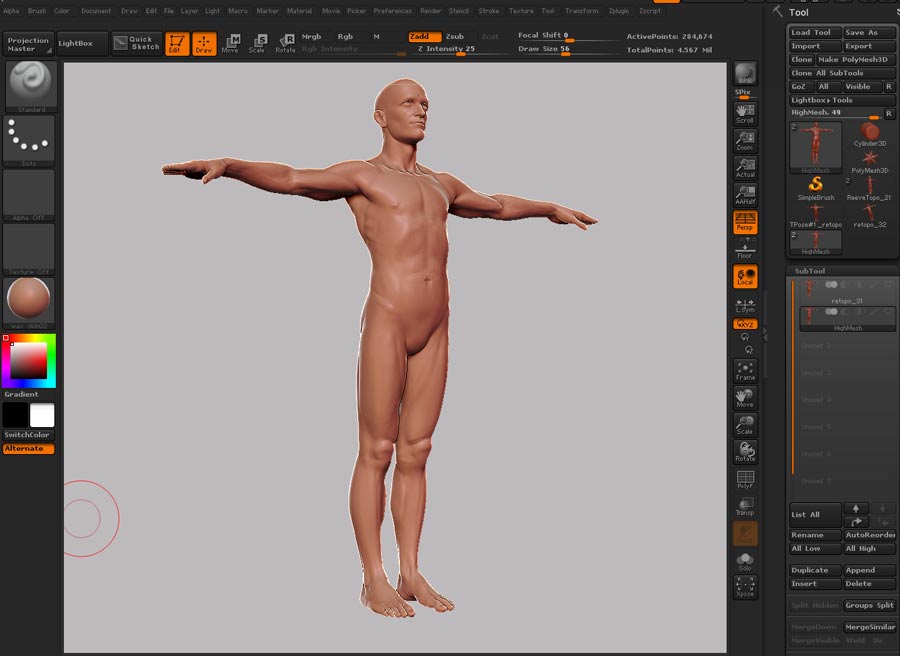 Alpha Brush Color Document Draw Edit File Layer Light Macro Marker Material Movie Picker Preferences Render Stencil Stroke Texture Tool Transform Zplugin Zscript
Projection Master
LightBox
Quick Sketch
Edit
Draw
Move
Scale
Rotate
Mrgb Rgb M
Rgb Intensity
Zadd Zsub Zcut
Z Intensity 25
Focal Shift 0
Draw Size 56
ActivePoints: 284,674
TotalPoints: 4.567 Mil
Standard
Dots
Alpha Off
Texture Off
wax skin02
Gradient
SwitchColor
Alternate
BPR
SPix
Scroll
Zoom
Actual
AAHalf
Persp
Floor
Local
L.Sym
XYZ
Frame
Move
Scale
Rotate
PolyF
Transp
Solo
Xpose
Tool
Load Tool Save As
Import Export
Clone Make PolyMesh3D
Clone All SubTools
GoZ All Visible R
Lightbox▸Tools
HighMesh. 49 R
2
HighMesh
Cylinder3D
PolyMesh3D
SimpleBrush
2
ReeveTopo_21
TPose#1_retopo
retopo_32
2
HighMesh
SubTool
retopo_31
HighMesh
Unused 2
Unused 3
Unused 4
Unused 5
Unused 6
Unused 7
List All
Rename AutoReorder
All Low All High
Duplicate Append
Insert Delete
Split Hidden Groups Split
MergeDown MergeSimilar
MergeVisible Weld Uv